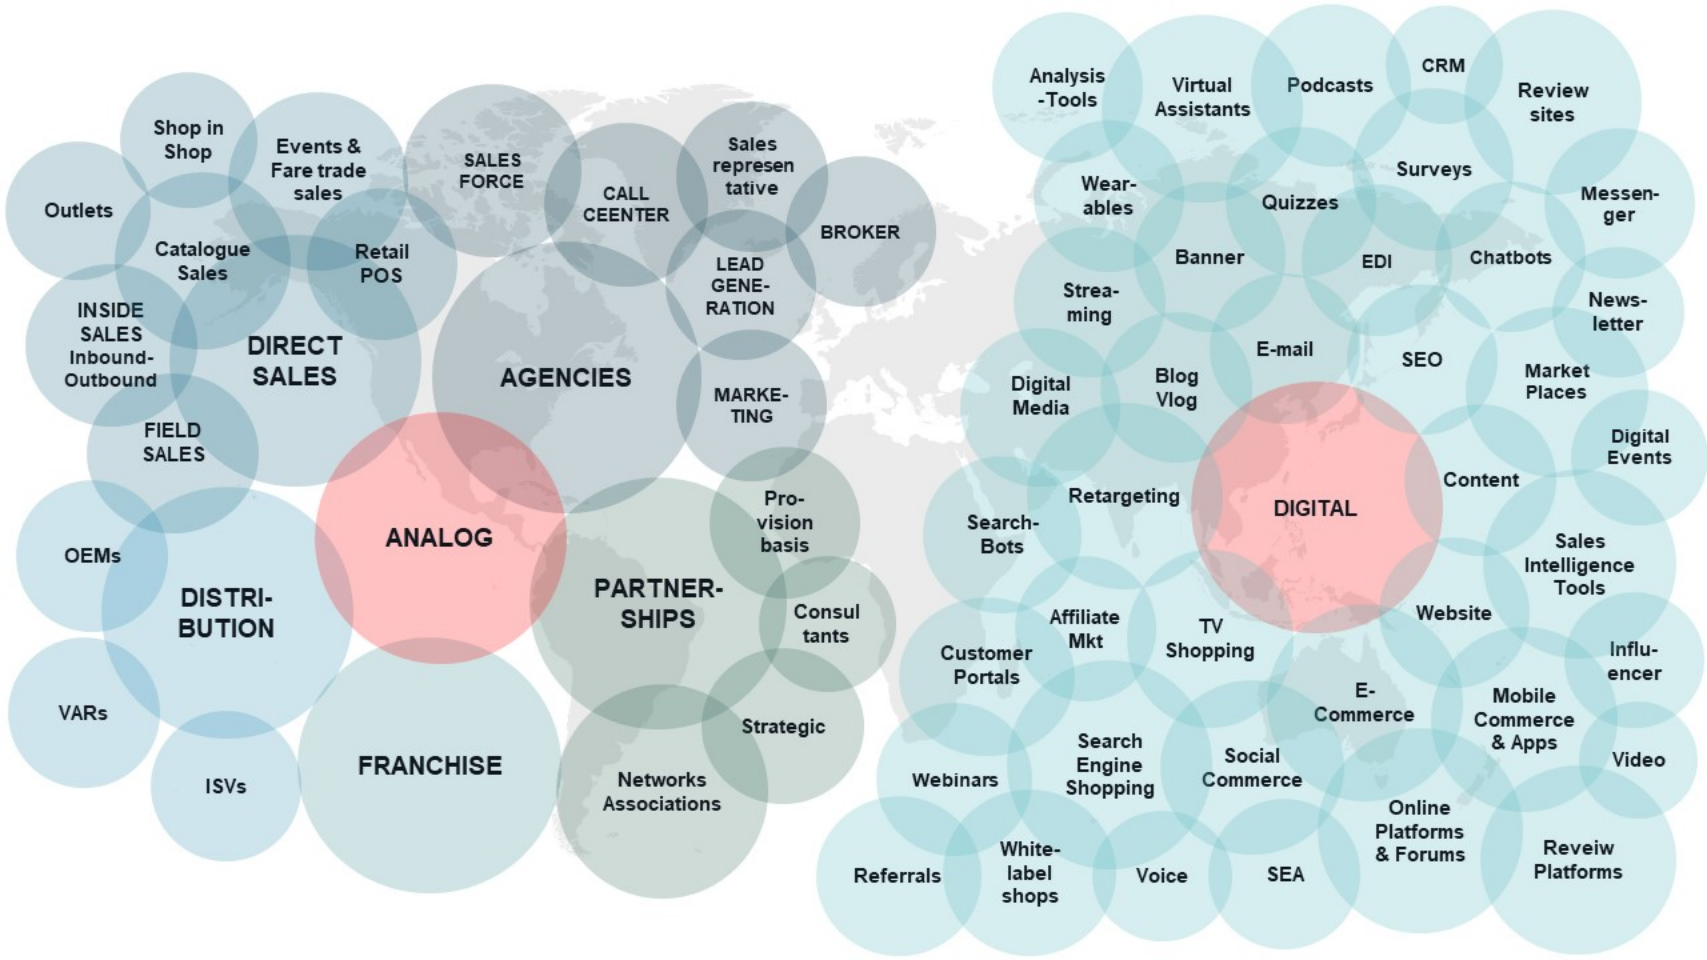 Shop in
Shop
Events &
Fare trade
sales
Outlets
Catalogue
Sales
Retail
POS
INSIDE
SALES
Inbound-
Outbound
DIRECT
SALES
FIELD
SALES
SALES
FORCE
CALL
CEENTER
Sales
represen
tative
BROKER
LEAD
GENE-
RATION
AGENCIES
MARKE-
TING
ANALOG
OEMs
DISTRI-
BUTION
VARs
ISVs
FRANCHISE
PARTNER-
SHIPS
Pro-
vision
basis
Consul
tants
Strategic
Networks
Associations
Analysis
-Tools
Virtual
Assistants
Podcasts
CRM
Review
sites
Wear-
ables
Quizzes
Surveys
Messen-
ger
Banner
EDI
Chatbots
Strea-
ming
News-
letter
E-mail
SEO
Digital
Media
Blog
Vlog
Market
Places
Digital
Events
Content
Retargeting
DIGITAL
Search-
Bots
Sales
Intelligence
Tools
Affiliate
Mkt
TV
Shopping
Website
Customer
Portals
Influ-
encer
E-
Commerce
Mobile
Commerce
& Apps
Search
Engine
Shopping
Social
Commerce
Video
Webinars
Online
Platforms
& Forums
Referrals
White-
label
shops
Voice
SEA
Reveiw
Platforms